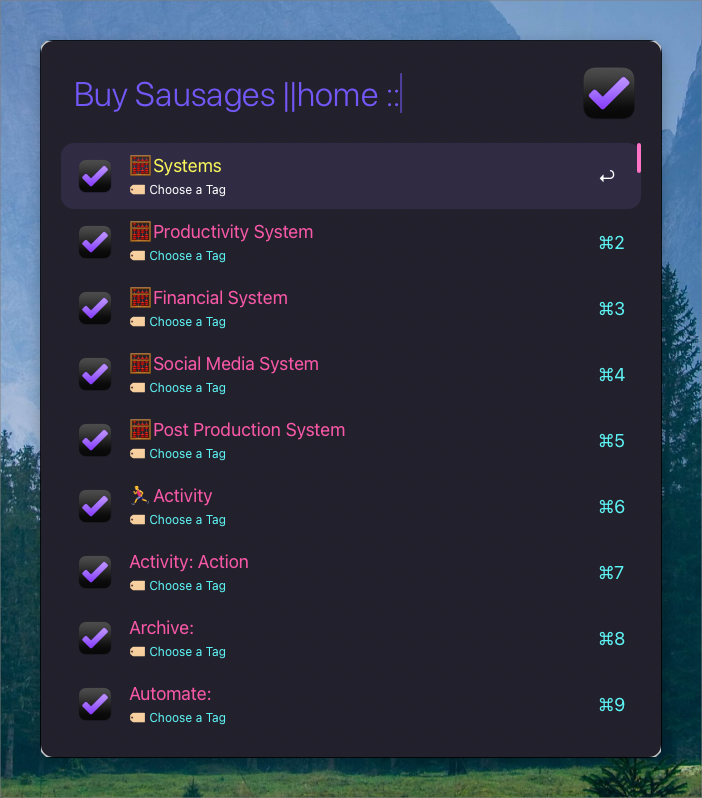 Buy Sausages ||home ::
Systems
Choose a Tag
↩
Productivity System
Choose a Tag
⌘2
Financial System
Choose a Tag
⌘3
Social Media System
Choose a Tag
⌘4
Post Production System
Choose a Tag
⌘5
Activity
Choose a Tag
⌘6
Activity: Action
Choose a Tag
⌘7
Archive:
Choose a Tag
⌘8
Automate:
Choose a Tag
⌘9